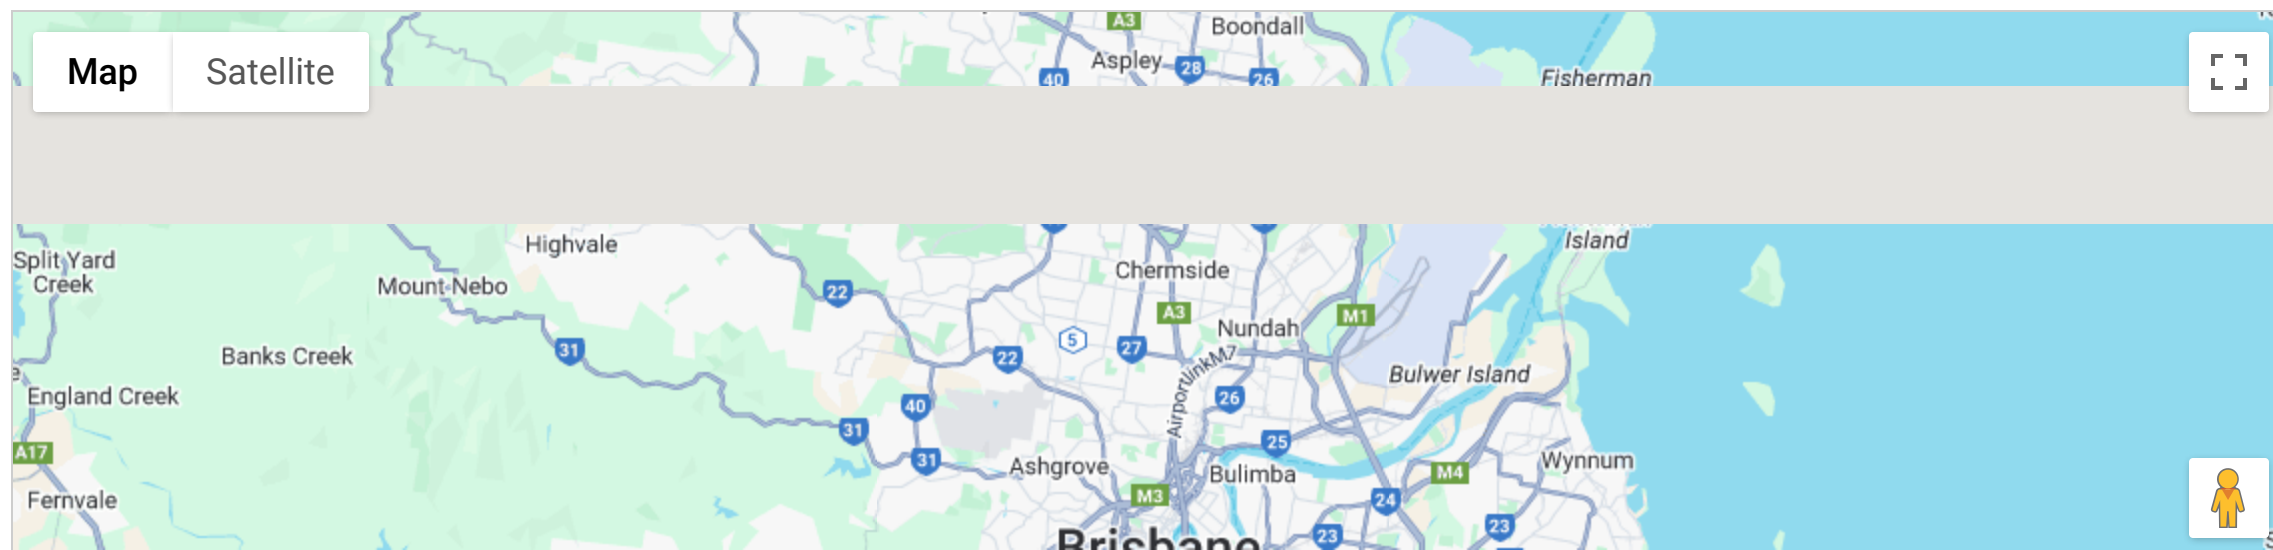 A3
Boondall
Map
Satellite
Aspley
28
40
26
Fisherman
Island
Highvale
Split Yard
Creek
Mount Nebo
Chermside
22
A3
M1
5
Nundah
31
22
27
AirportlinkM7
Banks Creek
Bulwer Island
England Creek
40
26
31
25
A17
31
Ashgrove
Bulimba
M4
Wynnum
Fernvale
M3
24
23
23
Brisbane